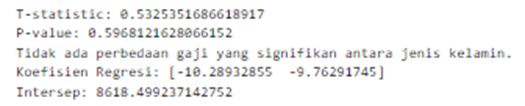 T-statistic: 0.5325351686618917
P-value: 0.5968121628066152
Tidak ada perbedaan gaji yang signifikan antara jenis kelamin.
Koefisien Regresi: [-10.28932855  -9.76291745]
Intersep: 8618.499237142752